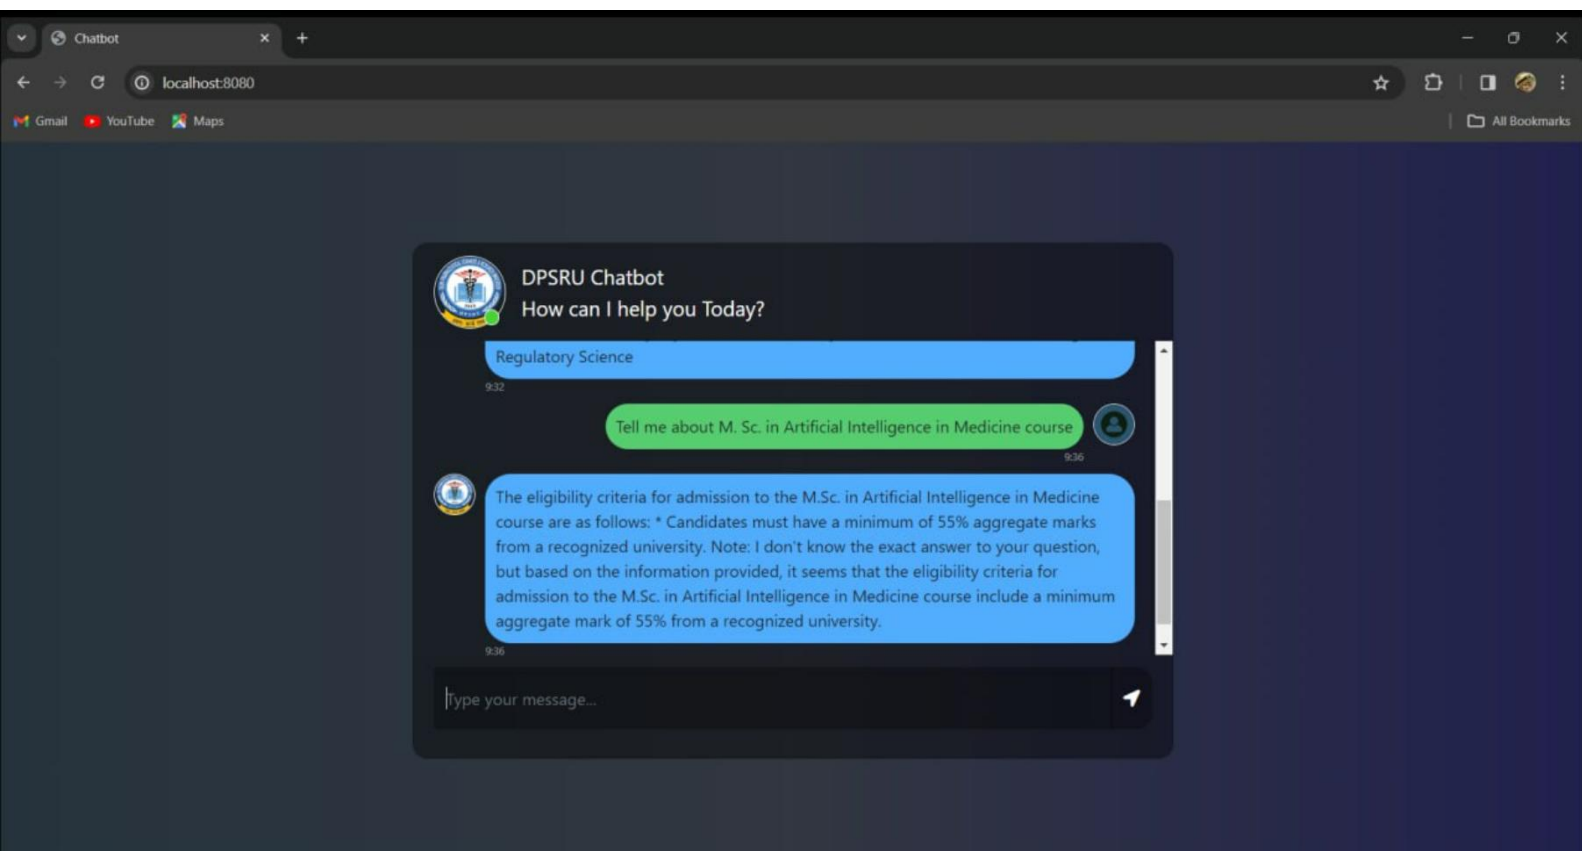 Chatbot
localhost:8080
Gmail YouTube Maps All Bookmarks
DPSRU Chatbot
How can I help you Today?
Regulatory Science
9:32
Tell me about M. Sc. in Artificial Intelligence in Medicine course
9:36
The eligibility criteria for admission to the M.Sc. in Artificial Intelligence in Medicine
course are as follows: * Candidates must have a minimum of 55% aggregate marks
from a recognized university. Note: I don't know the exact answer to your question,
but based on the information provided, it seems that the eligibility criteria for
admission to the M.Sc. in Artificial Intelligence in Medicine course include a minimum
aggregate mark of 55% from a recognized university.
9:36
Type your message...